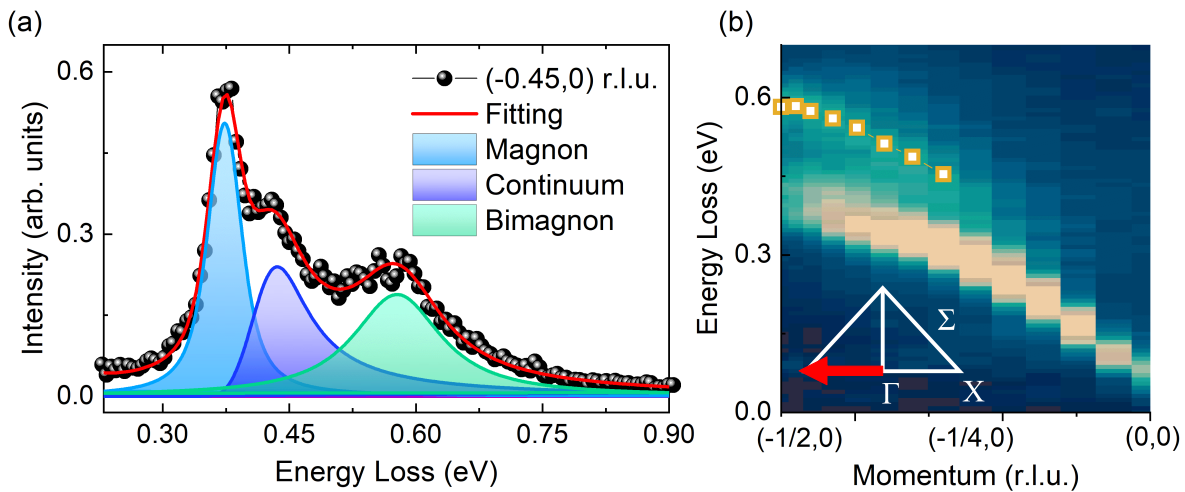 (a)
Intensity (arb. units)
0.6
0.3
0.0
(-0.45,0) r.l.u.
Fitting
Magnon
Continuum
Bimagnon
0.30
0.45
0.60
0.75
0.90
Energy Loss (eV)
(b)
Energy Loss (eV)
0.6
0.3
0.0
Σ
Γ
X
(-1/2,0)
(-1/4,0)
(0,0)
Momentum (r.l.u.)